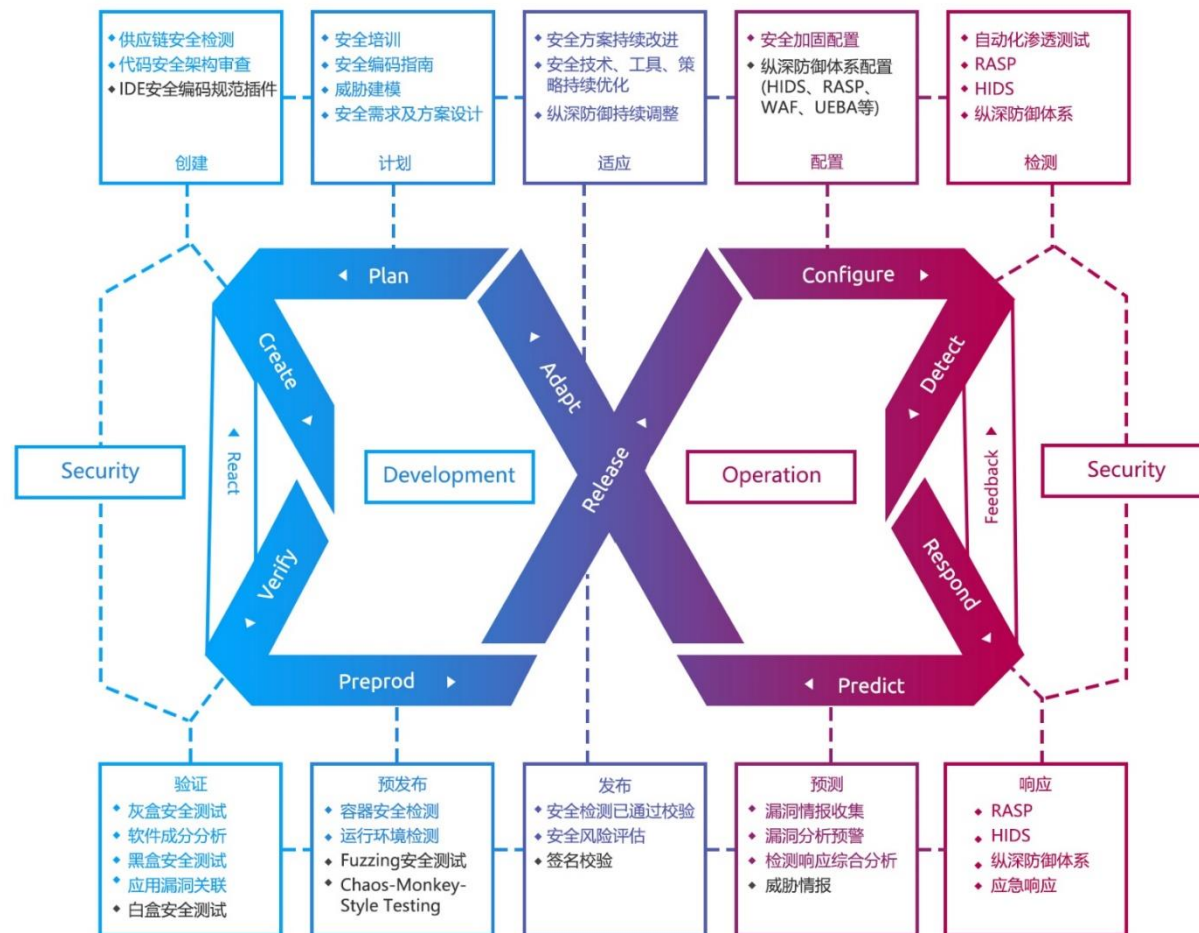 供应链安全检测
代码安全架构审查
IDE安全编码规范插件
创建
安全培训
安全编码指南
威胁建模
安全需求及方案设计
计划
安全方案持续改进
安全技术、工具、策
略持续优化
纵深防御持续调整
适应
安全加固配置
纵深防御体系配置
(HIDS、RASP、
WAF、UEBA等)
配置
自动化渗透测试
RASP
HIDS
纵深防御体系
检测
Plan
Configure
Create
Adapt
Detect
Security
React
Development
Release
Operation
Feedback
Security
Verify
Respond
Preprod
Predict
验证
灰盒安全测试
软件成分分析
黑盒安全测试
应用漏洞关联
白盒安全测试
预发布
容器安全检测
运行环境检测
Fuzzing安全测试
Chaos-Monkey-
Style Testing
发布
安全检测已通过校验
安全风险评估
签名校验
预测
漏洞情报收集
漏洞分析预警
检测响应综合分析
威胁情报
响应
RASP
HIDS
纵深防御体系
应急响应